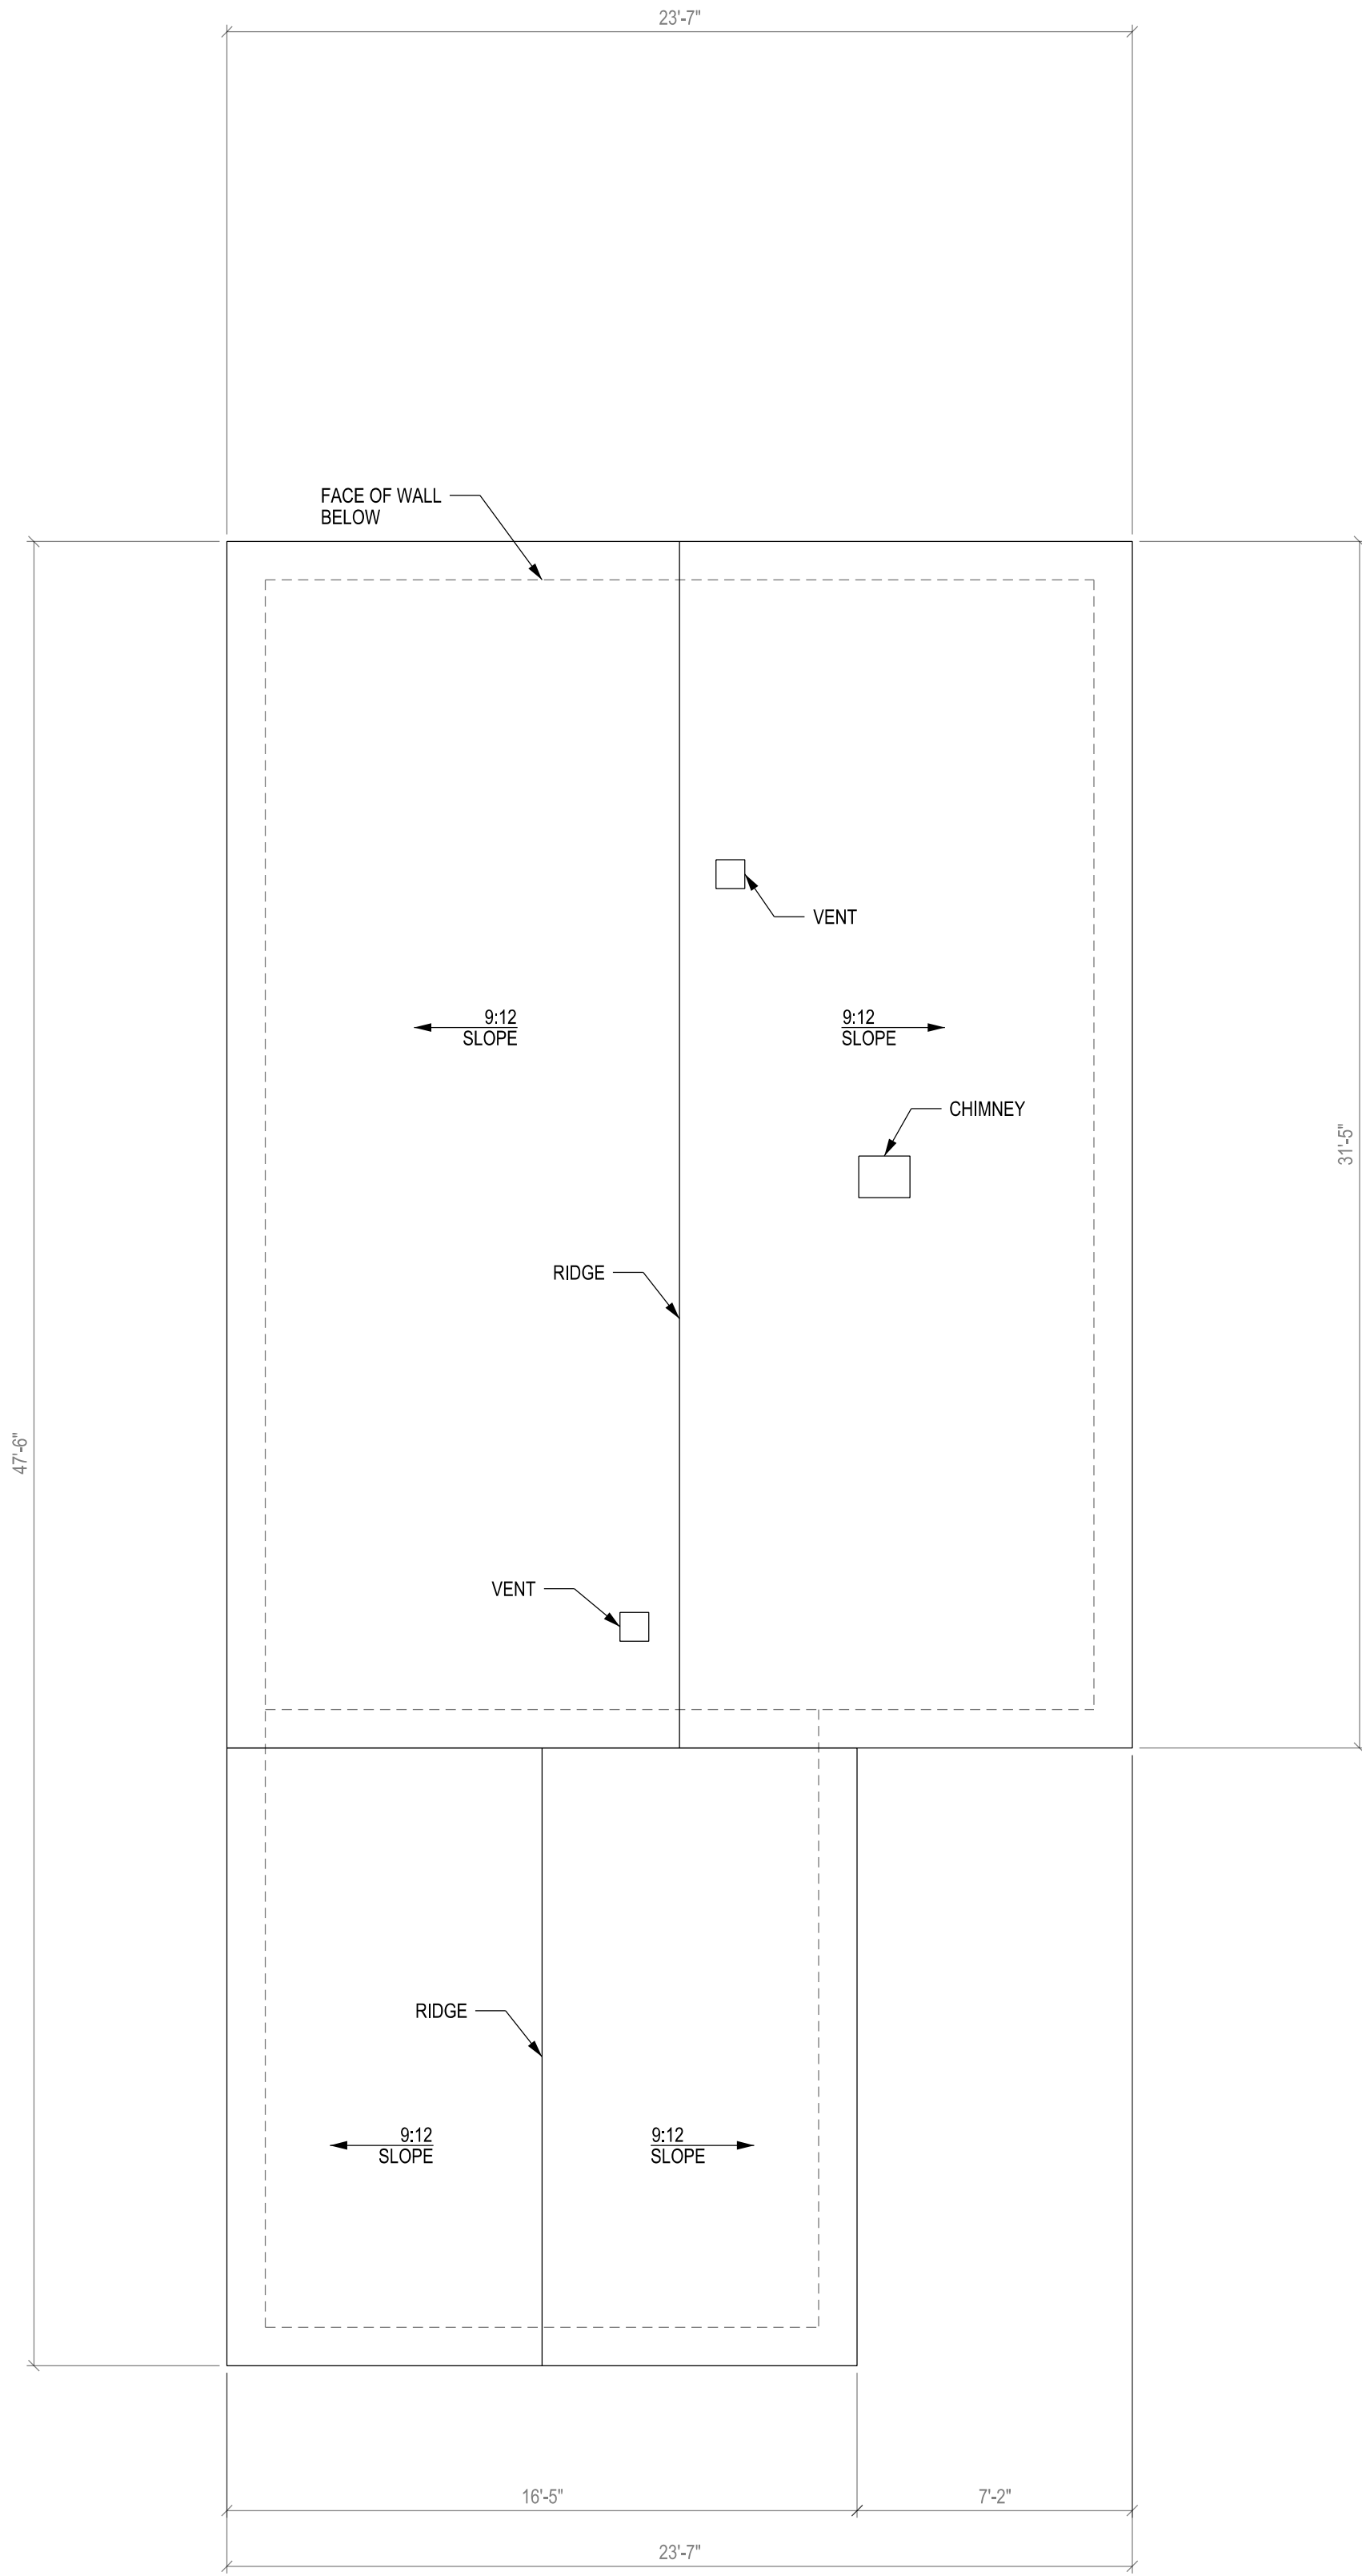 23'-7"
FACE OF WALL
BELOW
VENT
9:12
SLOPE
9:12
SLOPE
CHIMNEY
31'-5"
RIDGE
47'-6"
VENT
RIDGE
9:12
SLOPE
9:12
SLOPE
16'-5"
7'-2"
23'-7"